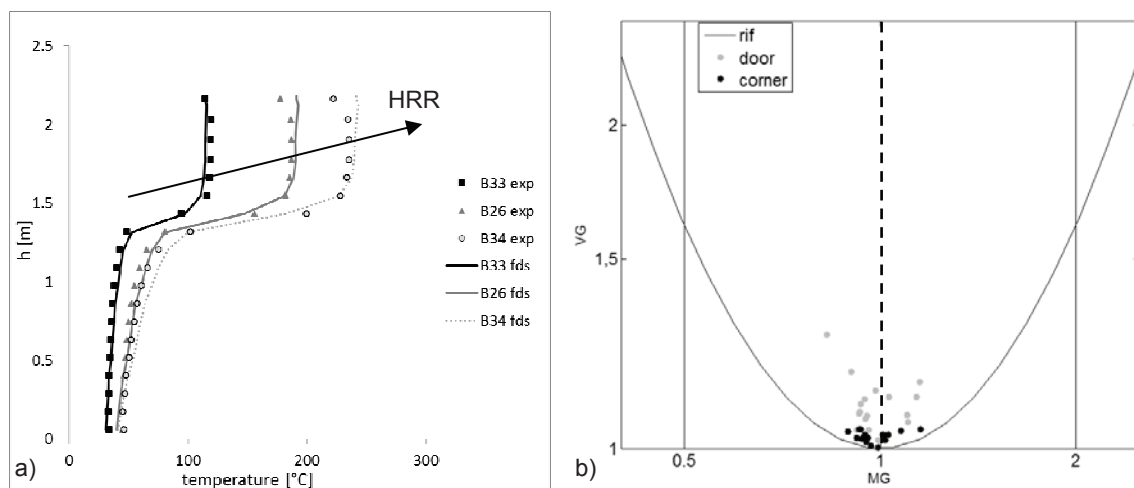 2.5
2
1.5
1
0.5
0
h [m]
0 100 200 300
temperature [°C]
HRR
B33 exp
B26 exp
B34 exp
B33 fds
B26 fds
B34 fds
a)
rif
door
corner
2
1,5
1
VG
0.5 1 2
MG
b)